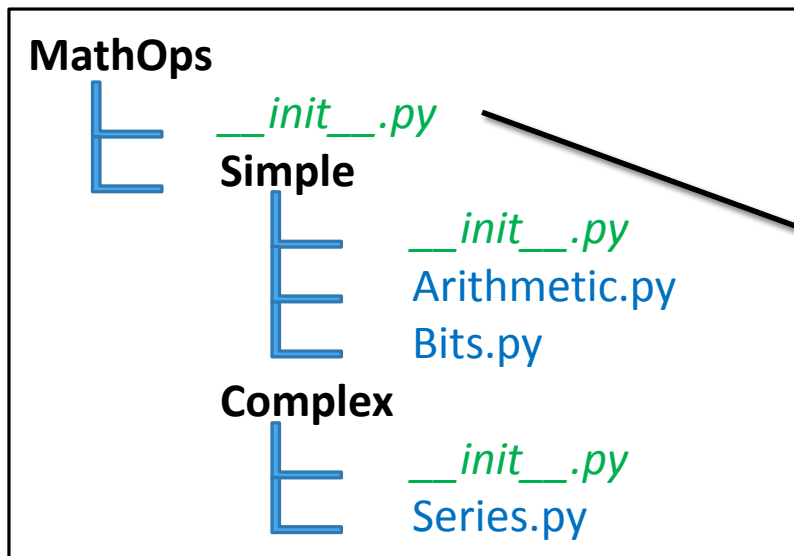 MathOps
__init__.py
Simple
__init__.py
Arithmetic.py
Bits.py
Complex
__init__.py
Series.py